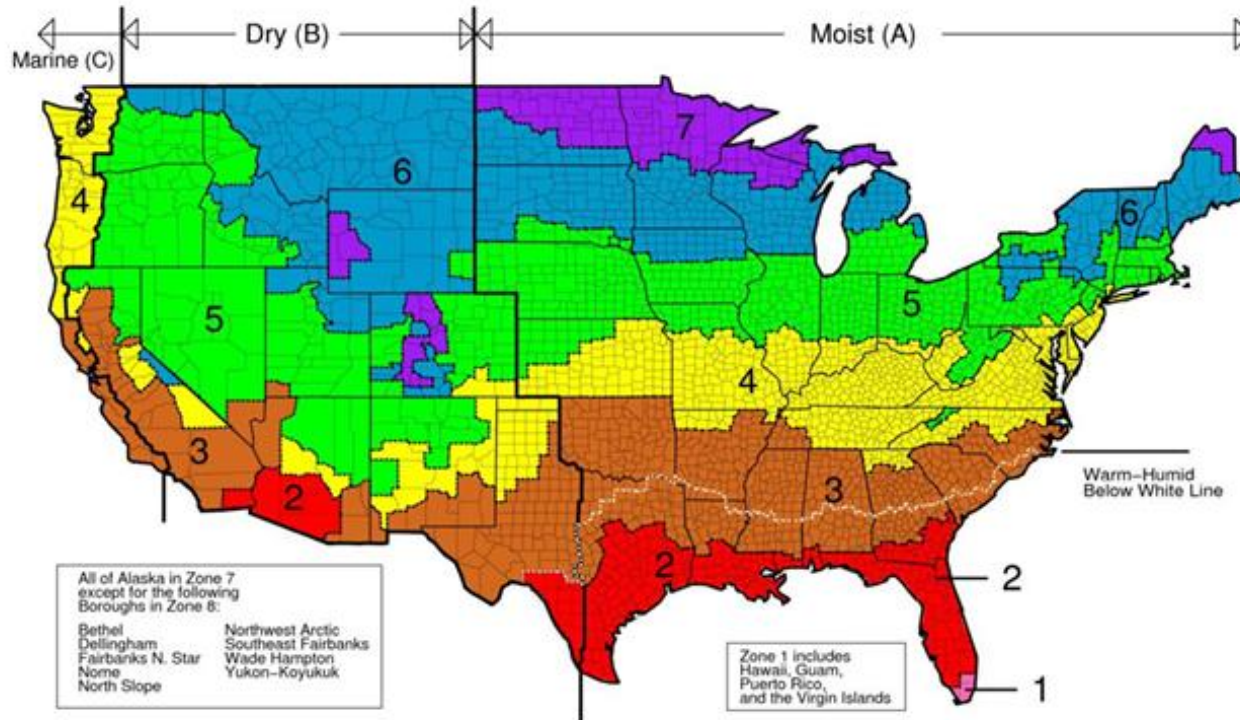 Marine (C)
Dry (B)
Moist (A)
7
6
4
6
5
5
4
3
3
2
2
2
1
Warm-Humid
Below White Line
All of Alaska in Zone 7
except for the following
Boroughs in Zone 8:
Bethel Northwest Arctic
Dellingham Southeast Fairbanks
Fairbanks N. Star Wade Hampton
Nome Yukon-Koyukuk
North Slope
Zone 1 includes
Hawaii, Guam,
Puerto Rico,
and the Virgin Islands